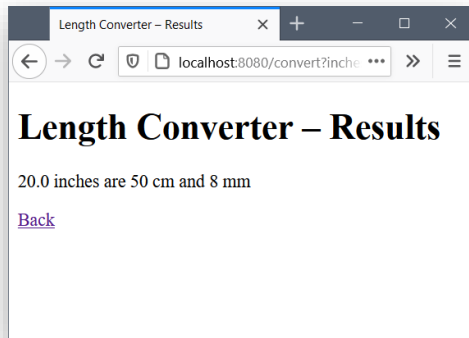 Length Converter – Results
localhost:8080/convert?inche
Length Converter – Results
20.0 inches are 50 cm and 8 mm
Back